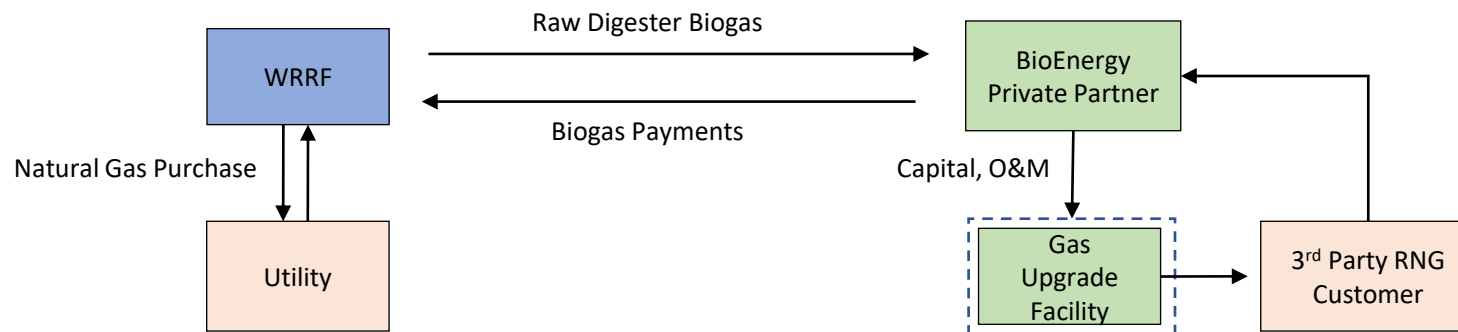 Raw Digester Biogas
WRRF
BioEnergy
Private Partner
Biogas Payments
Natural Gas Purchase
Capital, O&M
Utility
Gas
Upgrade
Facility
3rd Party RNG
Customer